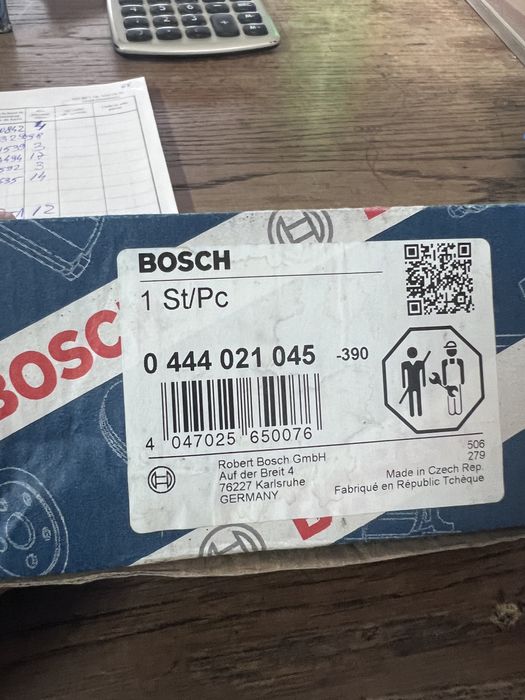 BOSCH
1 St/Pc
0 444 021 045 -390
4 047025 650076
Robert Bosch GmbH
Auf der Breit 4
76227 Karlsruhe
GERMANY
506
279
Made in Czech Rep.
Fabriqué en République Tchèque
BOSC